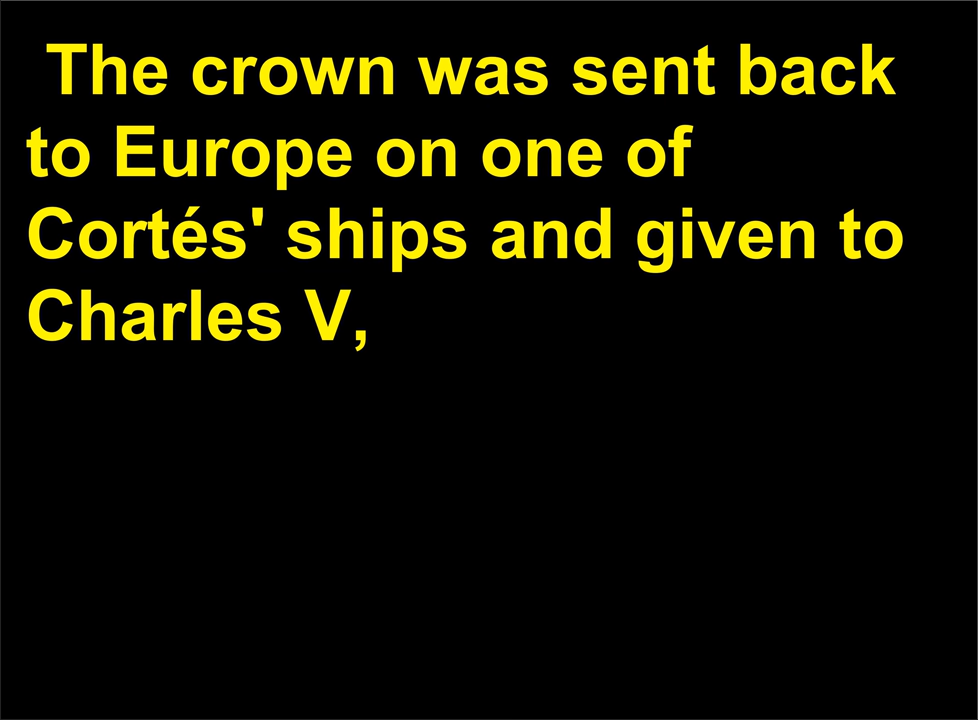 The crown was sent back
to Europe on one of
Cortés' ships and given to
Charles V,